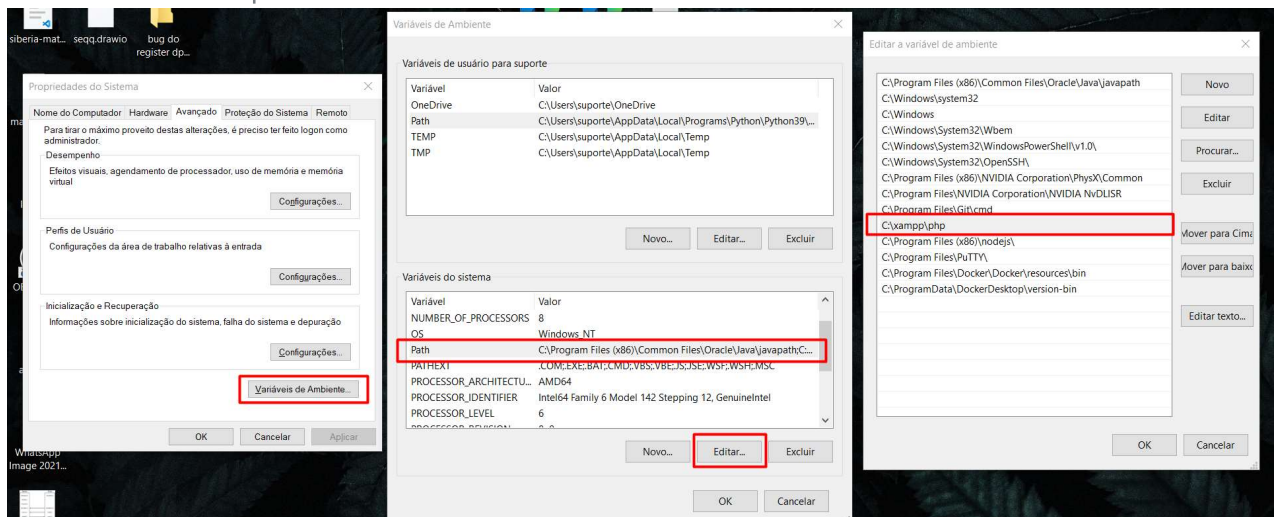 siberia-mat... seqq.drawio bug do
register dp...
Propriedades do Sistema
Nome do Computador Hardware Avançado Proteção do Sistema Remoto
Para tirar o máximo proveito destas alterações, é preciso ter feito logon como
administrador.
Desempenho
Efeitos visuais, agendamento de processador, uso de memória e memória
virtual
Configurações...
Perfis de Usuário
Configurações da área de trabalho relativas à entrada
Configurações...
Inicialização e Recuperação
Informações sobre inicialização do sistema, falha do sistema e depuração
Configurações...
Variáveis de Ambiente...
OK Cancelar Aplicar
WhatsApp
Image 2021...
Variáveis de Ambiente
Variáveis de usuário para suporte
Variável Valor
OneDrive C:\Users\suporte\OneDrive
Path C:\Users\suporte\AppData\Local\Programs\Python\Python39\...
TEMP C:\Users\suporte\AppData\Local\Temp
TMP C:\Users\suporte\AppData\Local\Temp
Novo... Editar... Excluir
Variáveis do sistema
Variável Valor
NUMBER_OF_PROCESSORS 8
OS Windows_NT
Path C:\Program Files (x86)\Common Files\Oracle\Java\javapath;C:...
PATHEXT .COM;.EXE;.BAT;.CMD;.VBS;.VBE;.JS;.JSE;.WSF;.WSH;.MSC
PROCESSOR_ARCHITECTU... AMD64
PROCESSOR_IDENTIFIER Intel64 Family 6 Model 142 Stepping 12, GenuineIntel
PROCESSOR_LEVEL 6
Novo... Editar... Excluir
OK Cancelar
Editar a variável de ambiente
C:\Program Files (x86)\Common Files\Oracle\Java\javapath
C:\Windows\system32
C:\Windows
C:\Windows\System32\Wbem
C:\Windows\System32\WindowsPowerShell\v1.0\
C:\Windows\System32\OpenSSH\
C:\Program Files (x86)\NVIDIA Corporation\PhysX\Common
C:\Program Files\NVIDIA Corporation\NVIDIA NvDLISR
C:\Program Files\Git\cmd
C:\xampp\php
C:\Program Files (x86)\nodejs\
C:\Program Files\PuTTY\
C:\Program Files\Docker\Docker\resources\bin
C:\ProgramData\DockerDesktop\version-bin
Novo
Editar
Procurar...
Excluir
Mover para Cima
Mover para baixo
Editar texto...
OK Cancelar